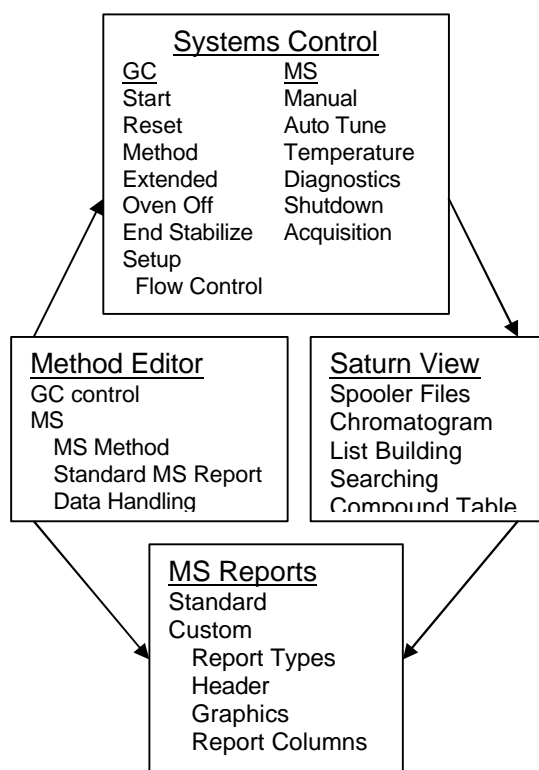 Systems Control
GC MS
Start Manual
Reset Auto Tune
Method Temperature
Extended Diagnostics
Oven Off Shutdown
End Stabilize Acquisition
Setup
Flow Control
Method Editor
GC control
MS
MS Method
Standard MS Report
Data Handling
Saturn View
Spooler Files
Chromatogram
List Building
Searching
Compound Table
MS Reports
Standard
Custom
Report Types
Header
Graphics
Report Columns